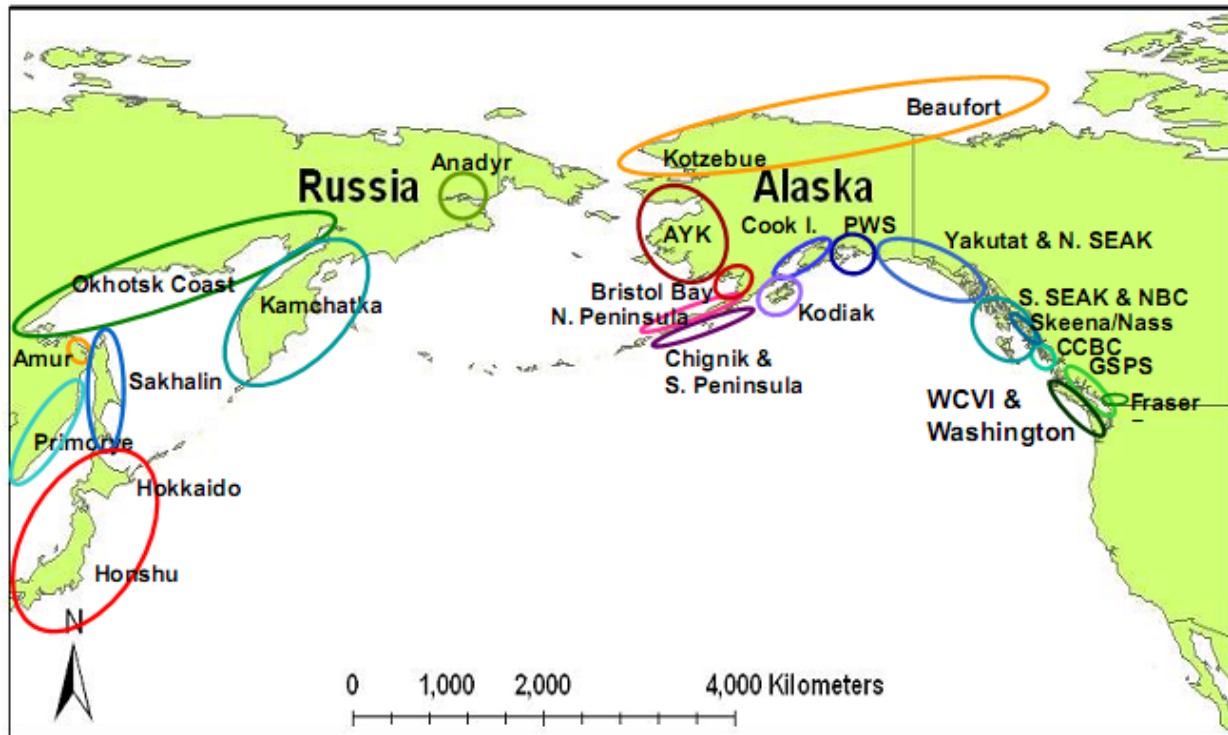 Beaufort
Kotzebue
Anadyr
Russia
Alaska
Cook I.
PWS
AYK
Yakutat & N. SEAK
Okhotsk Coast
Kamchatka
Bristol Bay
N. Peninsula
Kodiak
S. SEAK & NBC
Skeena/Nass
CCBC
GSPS
Amur
Sakhalin
Chignik &
S. Peninsula
WCVI &
Washington
Fraser
Primorye
Hokkaido
Honshu
N
0 1,000 2,000 4,000 Kilometers